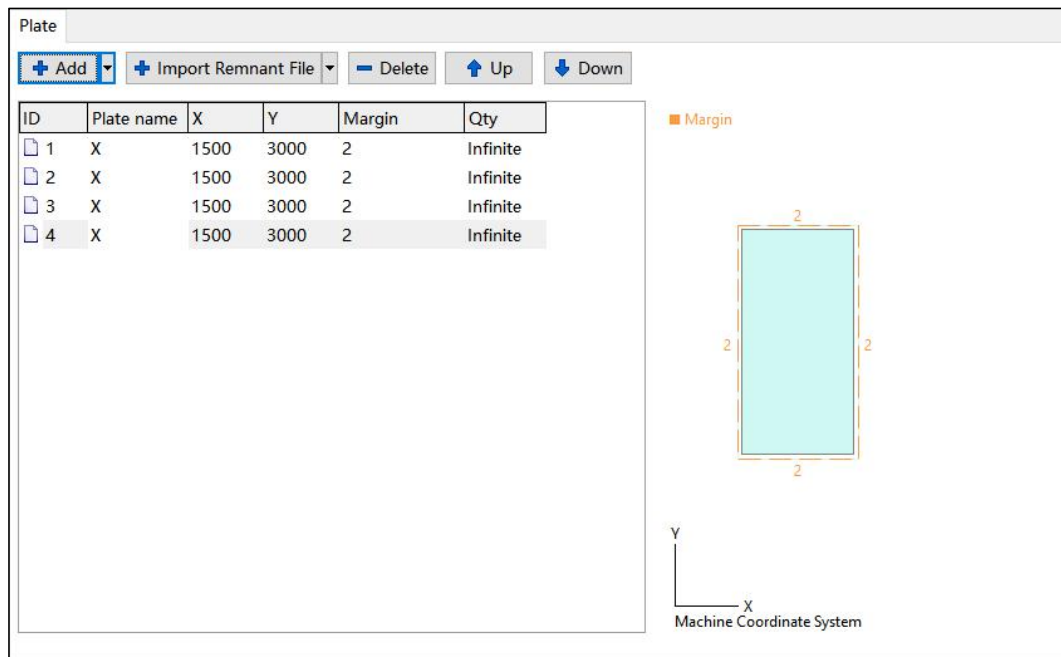 Plate
Add Import Remnant File Delete Up Down
ID Plate name X Y Margin Qty
1 X 1500 3000 2 Infinite
2 X 1500 3000 2 Infinite
3 X 1500 3000 2 Infinite
4 X 1500 3000 2 Infinite
Margin
2
2 2
2
Y
X
Machine Coordinate System